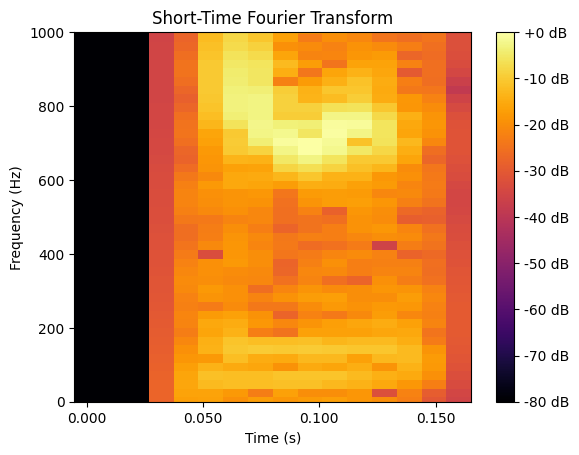 Short-Time Fourier Transform
1000
800
600
400
200
0
Frequency (Hz)
0.000
0.050
0.100
0.150
Time (s)
+0 dB
-10 dB
-20 dB
-30 dB
-40 dB
-50 dB
-60 dB
-70 dB
-80 dB